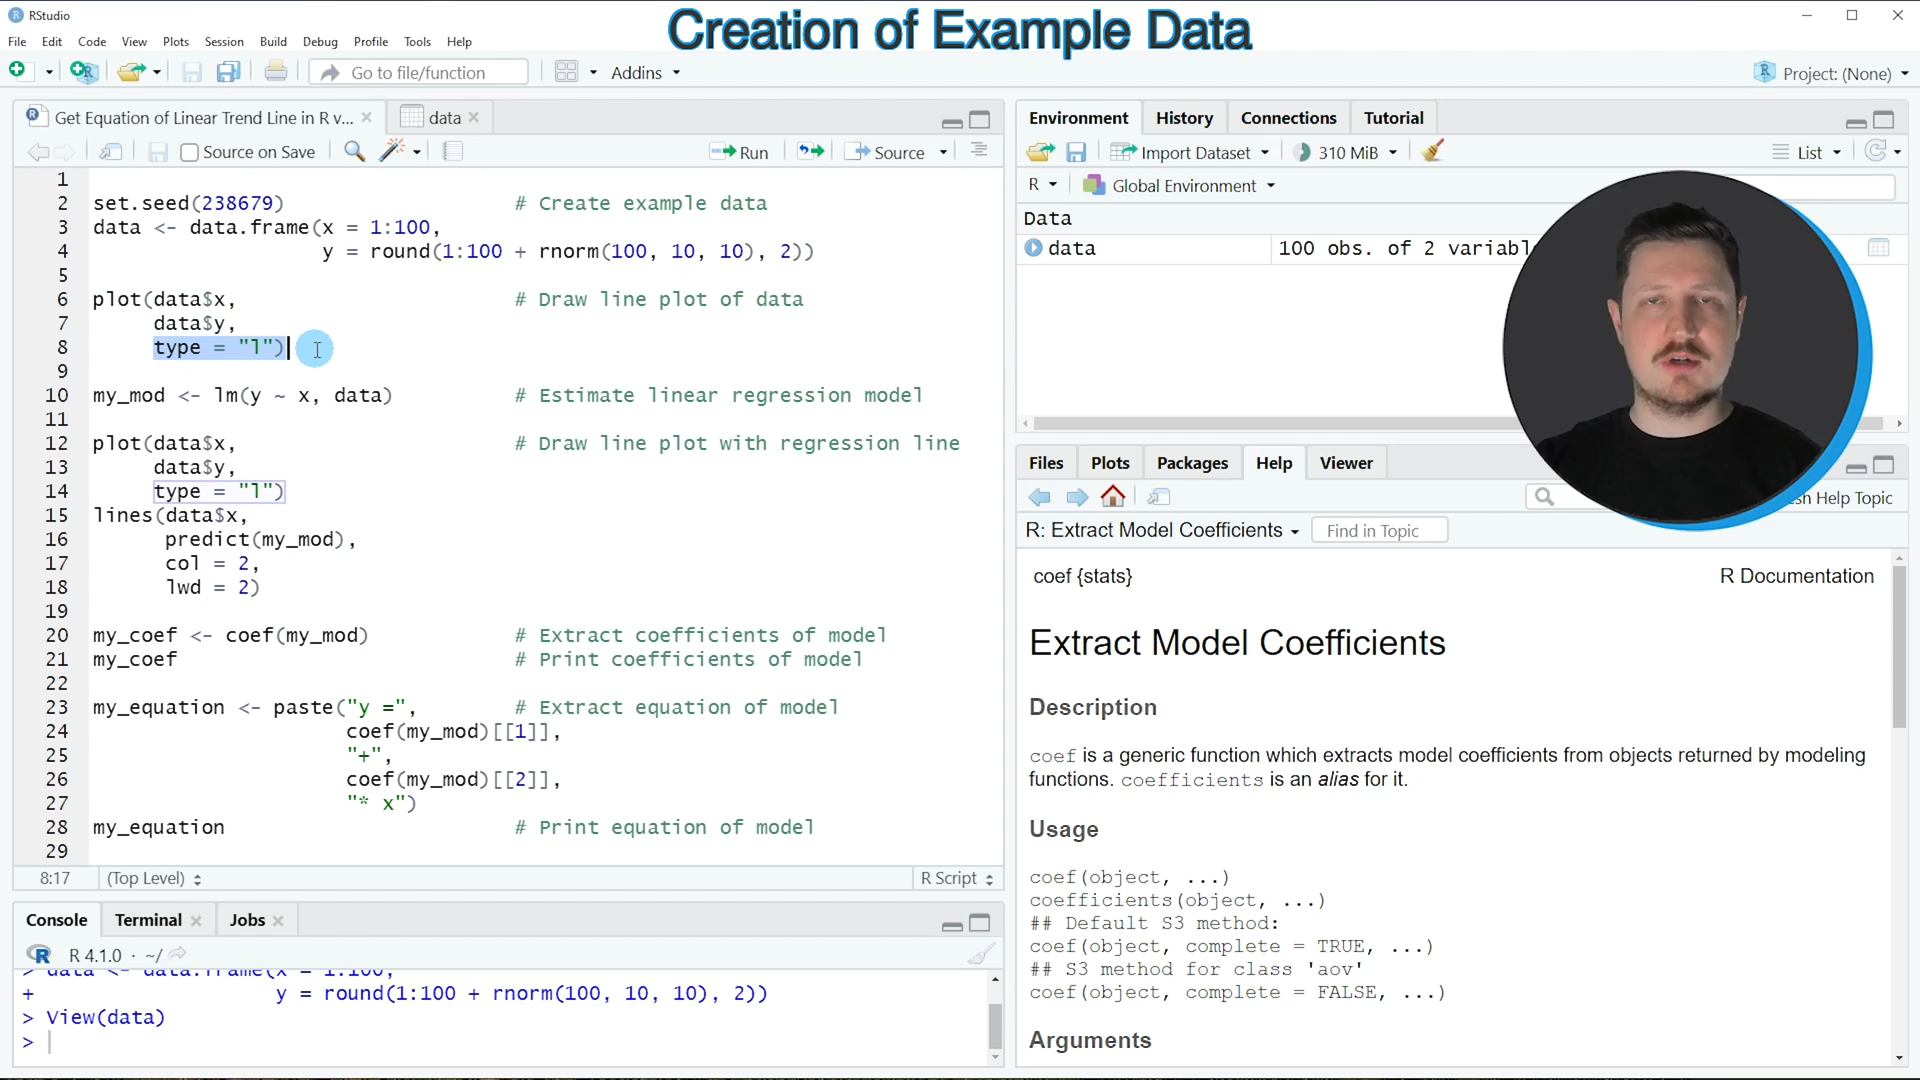 RStudio
Creation of Example Data
File Edit Code View Plots Session Build Debug Profile Tools Help
Go to file/function
Addins
Project: (None)
Get Equation of Linear Trend Line in R v...
data
Source on Save
Run
Source
1
2 set.seed(238679) # Create example data
3 data <- data.frame(x = 1:100,
4 y = round(1:100 + rnorm(100, 10, 10), 2))
5
6 plot(data$x, # Draw line plot of data
7 data$y,
8 type = "l")
9
10 my_mod <- lm(y ~ x, data) # Estimate linear regression model
11
12 plot(data$x, # Draw line plot with regression line
13 data$y,
14 type = "l")
15 lines(data$x,
16 predict(my_mod),
17 col = 2,
18 lwd = 2)
19
20 my_coef <- coef(my_mod) # Extract coefficients of model
21 my_coef # Print coefficients of model
22
23 my_equation <- paste("y =", # Extract equation of model
24 coef(my_mod)[[1]],
25 "+",
26 coef(my_mod)[[2]],
27 "* x")
28 my_equation # Print equation of model
29
8:17 (Top Level) R Script
Console Terminal Jobs
R 4.1.0 · ~/
> data <- data.frame(x = 1:100,
+ y = round(1:100 + rnorm(100, 10, 10), 2))
> View(data)
>
Environment History Connections Tutorial
Import Dataset 310 MiB List
R Global Environment
Data
data 100 obs. of 2 variabl
Files Plots Packages Help Viewer
Help Topic
R: Extract Model Coefficients Find in Topic
coef {stats} R Documentation
Extract Model Coefficients
Description
coef is a generic function which extracts model coefficients from objects returned by modeling
functions. coefficients is an alias for it.
Usage
coef(object, ...)
coefficients(object, ...)
## Default S3 method:
coef(object, complete = TRUE, ...)
## S3 method for class 'aov'
coef(object, complete = FALSE, ...)
Arguments